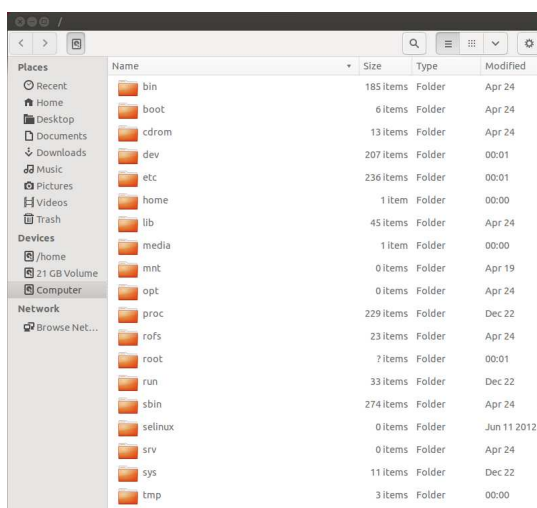 /
Places
Recent
Home
Desktop
Documents
Downloads
Music
Pictures
Videos
Trash
Devices
/home
21 GB Volume
Computer
Network
Browse Net...
Name Size Type Modified
bin 185 items Folder Apr 24
boot 6 items Folder Apr 24
cdrom 13 items Folder Apr 24
dev 207 items Folder 00:01
etc 236 items Folder 00:01
home 1 item Folder 00:00
lib 45 items Folder Apr 24
media 1 item Folder 00:00
mnt 0 items Folder Apr 19
opt 0 items Folder Apr 24
proc 229 items Folder Dec 22
rofs 23 items Folder Apr 24
root ? items Folder 00:01
run 33 items Folder Dec 22
sbin 274 items Folder Apr 24
selinux 0 items Folder Jun 11 2012
srv 0 items Folder Apr 24
sys 11 items Folder Dec 22
tmp 3 items Folder 00:00